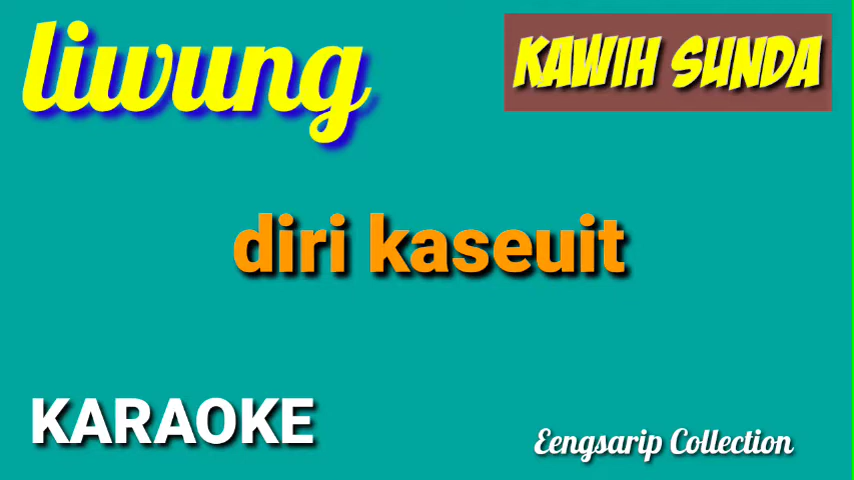 liwung
KAWIH SUNDA
diri kaseuit
KARAOKE
Eengsarip Collection